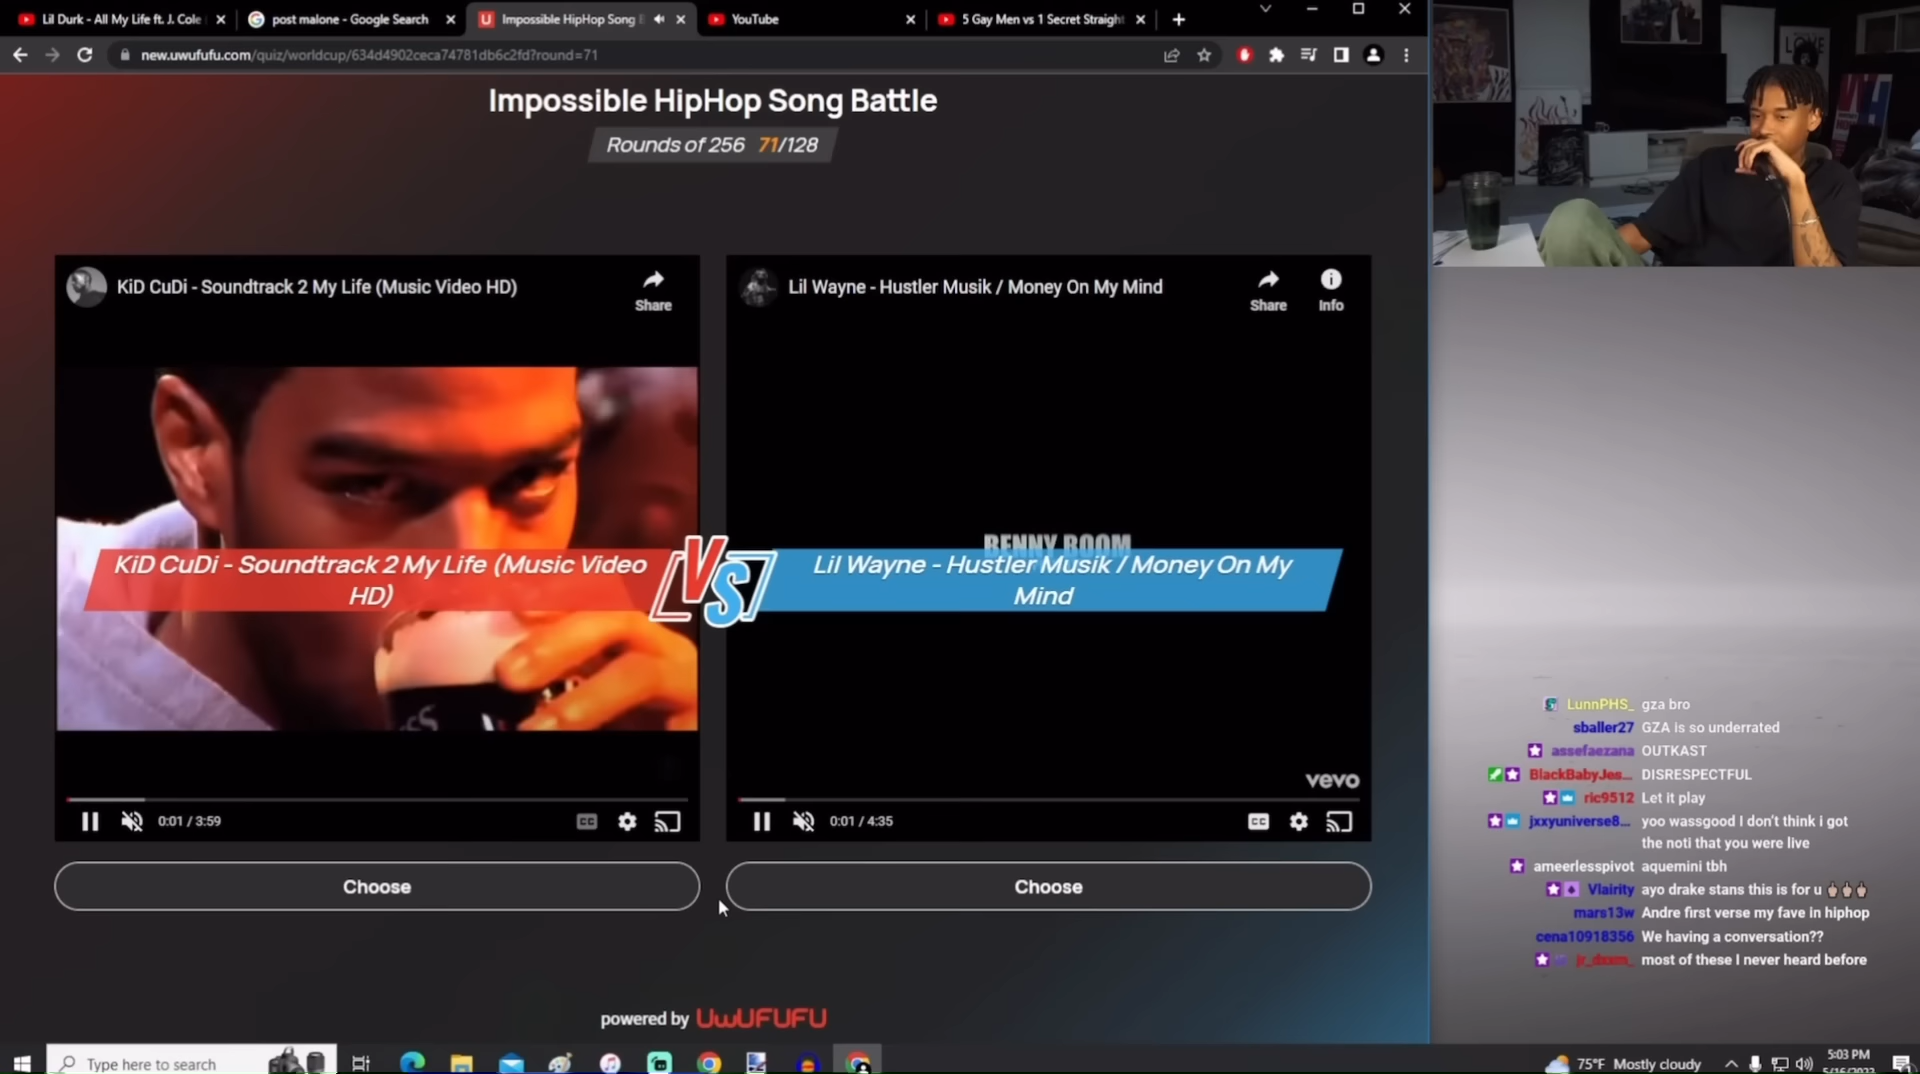 Lil Durk - All My Life ft. J. Cole
post malone - Google Search
Impossible HipHop Song B
YouTube
5 Gay Men vs 1 Secret Straight
new.uwufufu.com/quiz/worldcup/634d4902ceca74781db6c2fd?round=71
LOVE
Impossible HipHop Song Battle
Rounds of 256 71/128
KiD CuDi - Soundtrack 2 My Life (Music Video HD)
Share
Lil Wayne - Hustler Musik / Money On My Mind
Share
Info
BENNY BOOM
KiD CuDi - Soundtrack 2 My Life (Music Video
HD)
VS
Lil Wayne - Hustler Musik / Money On My
Mind
vevo
0:01 / 3:59
CC
0:01 / 4:35
CC
Choose
Choose
powered by UwUFUFU
LunnPHS_ gza bro
sballer27 GZA is so underrated
assefaezana OUTKAST
BlackBabyJes... DISRESPECTFUL
ric9512 Let it play
jxxyuniverse8... yoo wassgood I don't think i got
the noti that you were live
ameerlesspivot aquemini tbh
Vlairity ayo drake stans this is for u 🖕🖕🖕
mars13w Andre first verse my fave in hiphop
cena10918356 We having a conversation??
jr_dxxm_ most of these I never heard before
Type here to search
75°F Mostly cloudy
5:03 PM